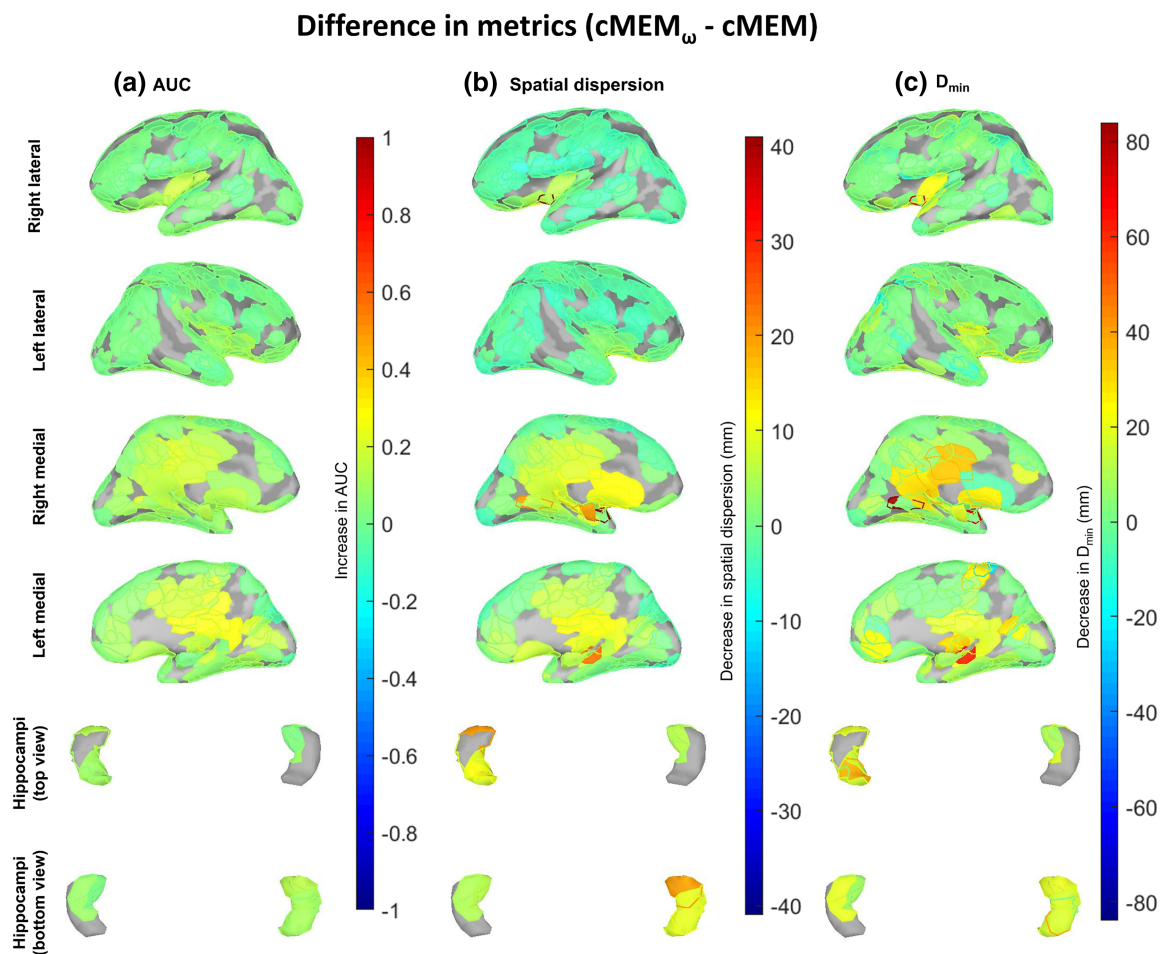 Difference in metrics (cMEMω - cMEM)
(a) AUC
(b) Spatial dispersion
(c) Dmin
Right lateral
Left lateral
Right medial
Left medial
Hippocampi
(top view)
Hippocampi
(bottom view)
1
0.8
0.6
0.4
0.2
0
-0.2
-0.4
-0.6
-0.8
-1
Increase in AUC
40
30
20
10
0
-10
-20
-30
-40
Decrease in spatial dispersion (mm)
80
60
40
20
0
-20
-40
-60
-80
Decrease in Dmin (mm)